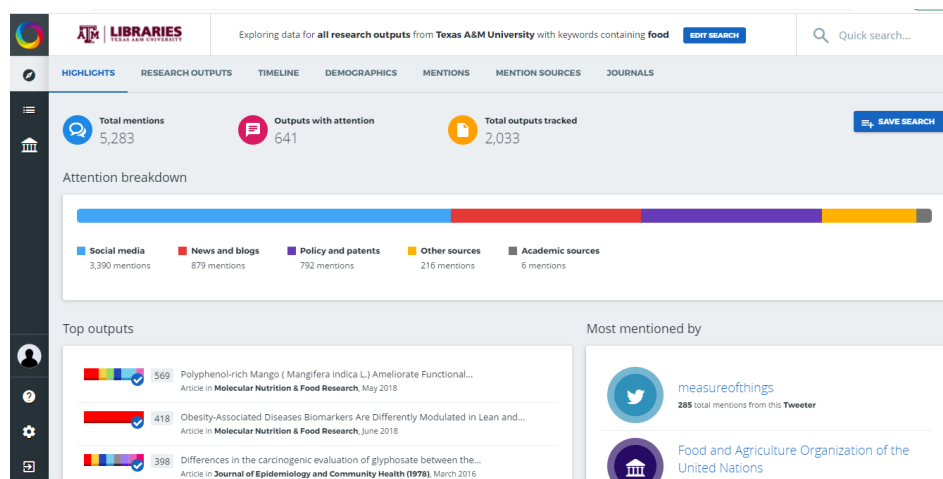 ĀM LIBRARIES
TEXAS A&M UNIVERSITY
Exploring data for all research outputs from Texas A&M University with keywords containing food
EDIT SEARCH
Quick search...
HIGHLIGHTS RESEARCH OUTPUTS TIMELINE DEMOGRAPHICS MENTIONS MENTION SOURCES JOURNALS
Total mentions
5,283
Outputs with attention
641
Total outputs tracked
2,033
SAVE SEARCH
Attention breakdown
Social media
3,390 mentions
News and blogs
879 mentions
Policy and patents
792 mentions
Other sources
216 mentions
Academic sources
6 mentions
Top outputs
569 Polyphenol-rich Mango ( Mangifera indica L.) Ameliorate Functional...
Article in Molecular Nutrition & Food Research, May 2018
418 Obesity-Associated Diseases Biomarkers Are Differently Modulated in Lean and...
Article in Molecular Nutrition & Food Research, June 2018
398 Differences in the carcinogenic evaluation of glyphosate between the...
Article in Journal of Epidemiology and Community Health (1978), March 2016
Most mentioned by
measureofthings
285 total mentions from this Tweeter
Food and Agriculture Organization of the
United Nations